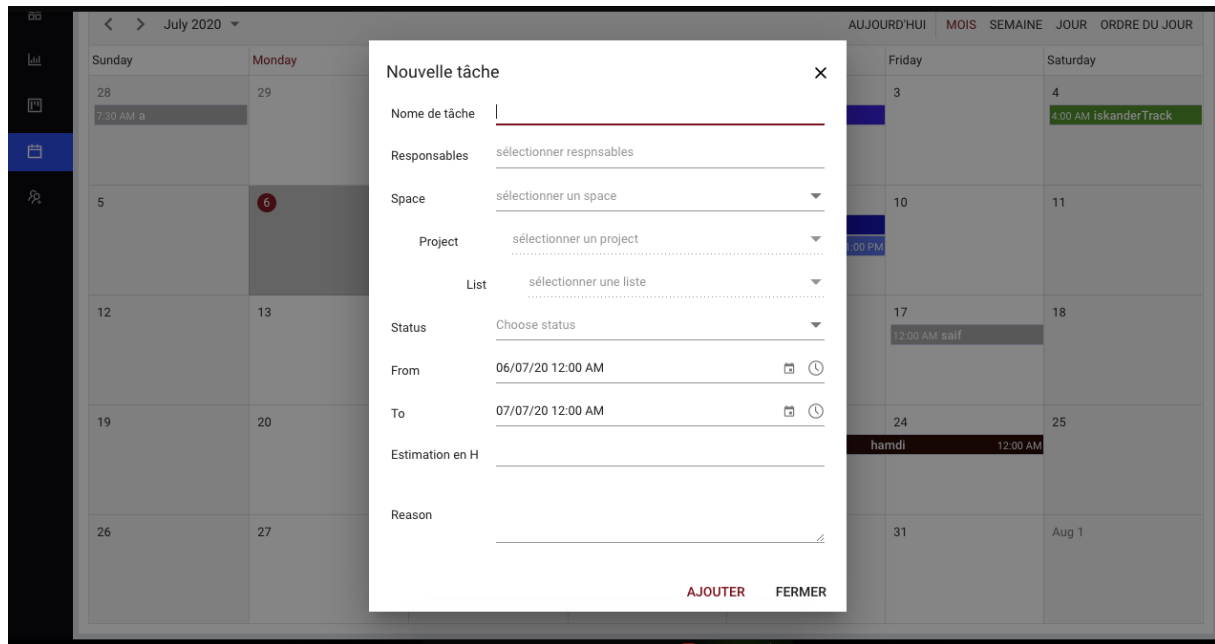 July 2020
AUJOURD'HUI MOIS SEMAINE JOUR ORDRE DU JOUR
Sunday Monday Friday Saturday
28 29 3 4
7:30 AM a
4:00 AM iskanderTrack
5 6 10 11
1:00 PM
12 13 17 18
12:00 AM saif
19 20 24 25
hamdi 12:00 AM
26 27 31 Aug 1
Nouvelle tâche
Nome de tâche
Responsables sélectionner respnsables
Space sélectionner un space
Project sélectionner un project
List sélectionner une liste
Status Choose status
From 06/07/20 12:00 AM
To 07/07/20 12:00 AM
Estimation en H
Reason
AJOUTER FERMER